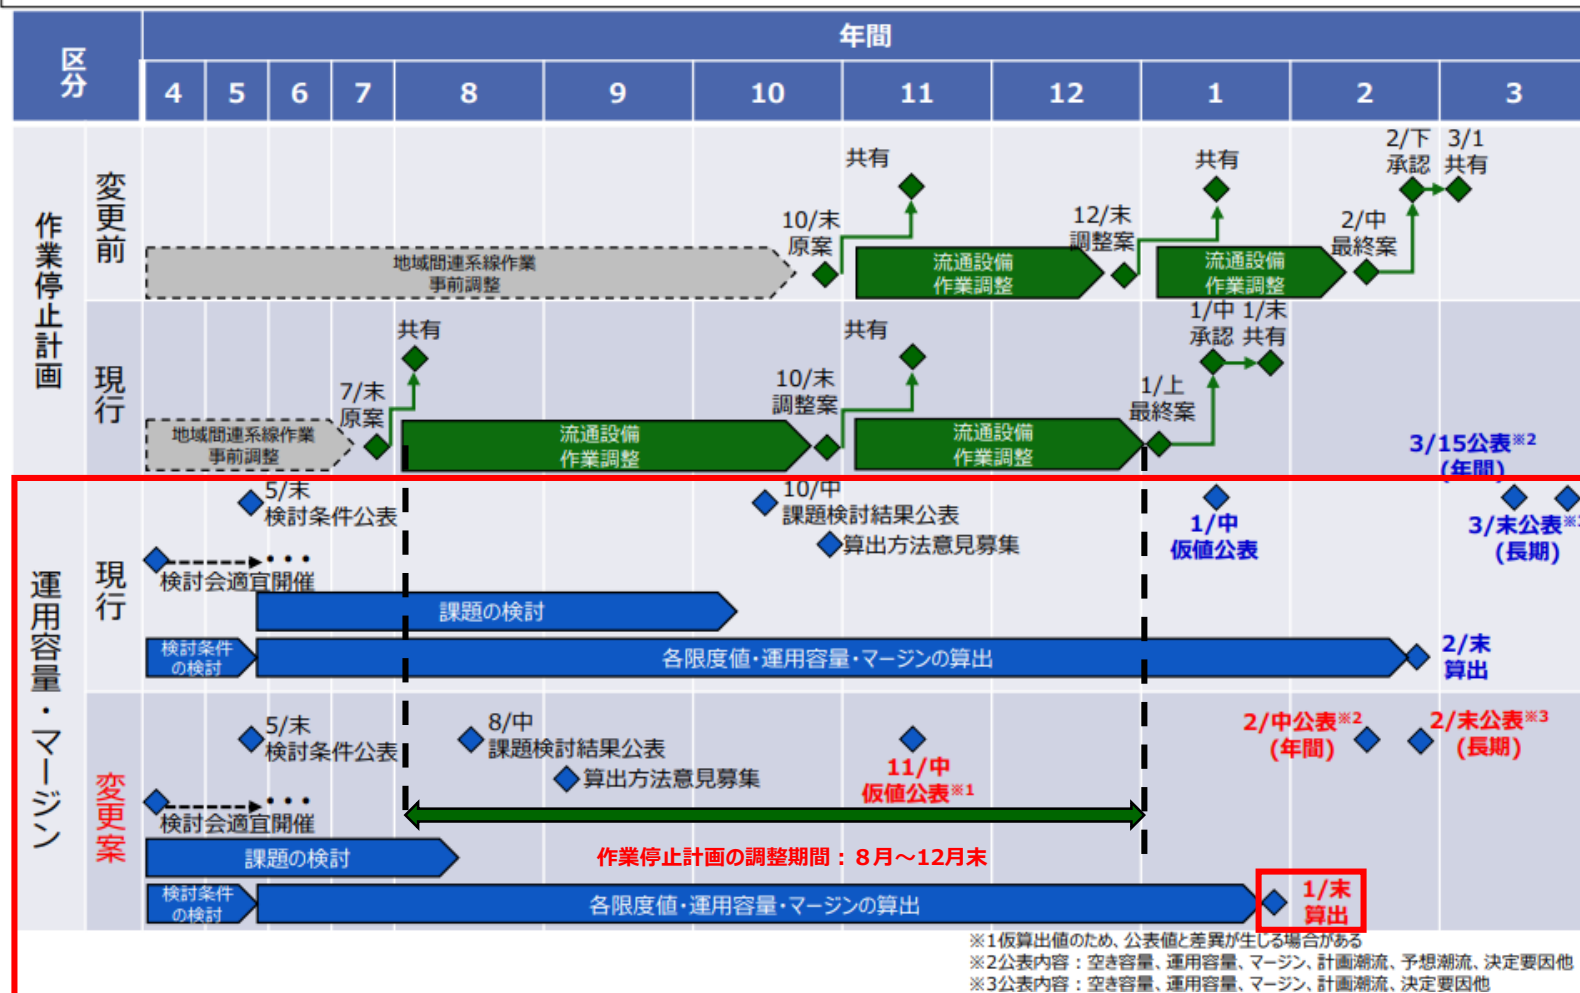 区分
年間
4 5 6 7 8 9 10 11 12 1 2 3
作業停止計画
変更前
地域間連系線作業
事前調整
10/末
原案
共有
流通設備
作業調整
12/末
調整案
共有
流通設備
作業調整
2/中
最終案
2/下
承認
3/1
共有
現行
地域間連系線作業
事前調整
7/末
原案
共有
流通設備
作業調整
10/末
調整案
共有
流通設備
作業調整
1/上
最終案
1/中
承認
1/末
共有
運用容量・マージン
現行
5/末
検討条件公表
検討会適宜開催
・・・
10/中
課題検討結果公表
算出方法意見募集
1/中
仮値公表
3/15公表※2
(年間)
3/末公表※
(長期)
課題の検討
検討条件
の検討
各限度値・運用容量・マージンの算出
2/末
算出
変更案
5/末
検討条件公表
検討会適宜開催
・・・
8/中
課題検討結果公表
算出方法意見募集
11/中
仮値公表※1
2/中公表※2
(年間)
2/末公表※3
(長期)
課題の検討
作業停止計画の調整期間：８月～12月末
検討条件
の検討
各限度値・運用容量・マージンの算出
1/末
算出
※1仮算出値のため、公表値と差異が生じる場合がある
※2公表内容：空き容量、運用容量、マージン、計画潮流、予想潮流、決定要因他
※3公表内容：空き容量、運用容量、マージン、計画潮流、決定要因他